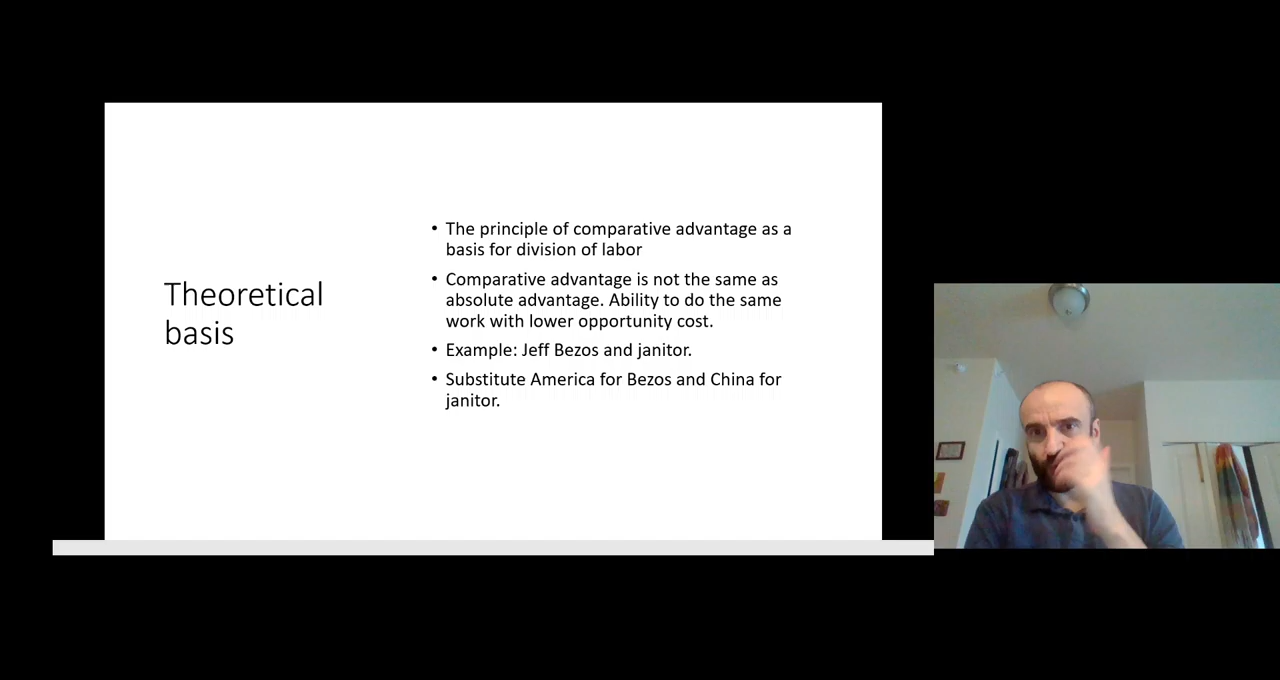 Theoretical
basis
• The principle of comparative advantage as a
basis for division of labor
• Comparative advantage is not the same as
absolute advantage. Ability to do the same
work with lower opportunity cost.
• Example: Jeff Bezos and janitor.
• Substitute America for Bezos and China for
janitor.